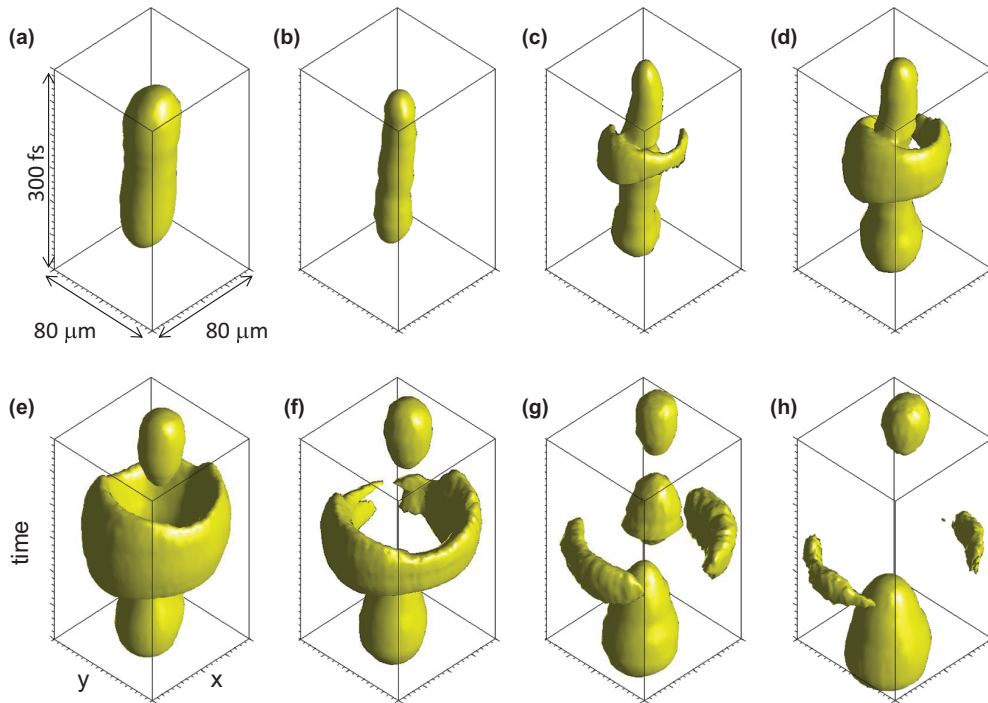 (a)
(b)
(c)
(d)
300 fs
80 μm
80 μm
(e)
(f)
(g)
(h)
time
y
x